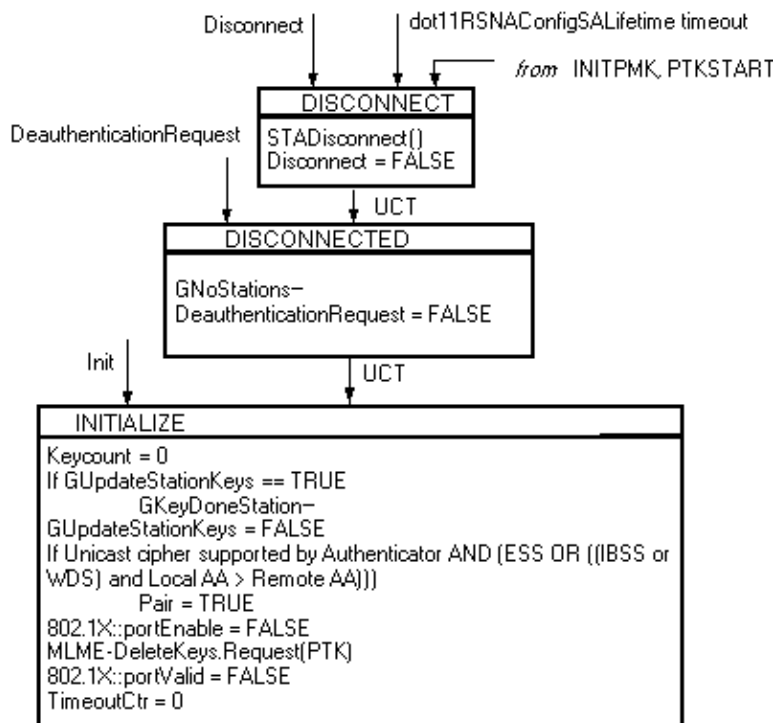 Disconnect
dot11RSNAConfigSALifetime timeout
from INITPMK, PTKSTART
DISCONNECT
DeauthenticationRequest
STADisconnect()
Disconnect = FALSE
UCT
DISCONNECTED
GNoStations–
DeauthenticationRequest = FALSE
Init
UCT
INITIALIZE
Keycount = 0
If GUpdateStationKeys == TRUE
GKeyDoneStation–
GUpdateStationKeys = FALSE
If Unicast cipher supported by Authenticator AND (ESS OR ((IBSS or
WDS) and Local AA > Remote AA)))
Pair = TRUE
802.1X::portEnable = FALSE
MLME-DeleteKeys.Request(PTK)
802.1X::portValid = FALSE
TimeoutCtr = 0